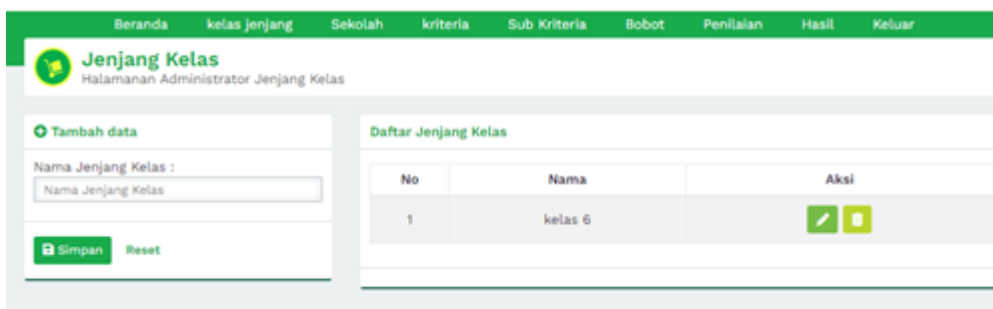 Beranda kelas jenjang Sekolah kriteria Sub Kriteria Bobot Penilaian Hasil Keluar
Jenjang Kelas
Halamanan Administrator Jenjang Kelas
Tambah data
Nama Jenjang Kelas :
Nama Jenjang Kelas
Simpan Reset
Daftar Jenjang Kelas
No Nama Aksi
1 kelas 6